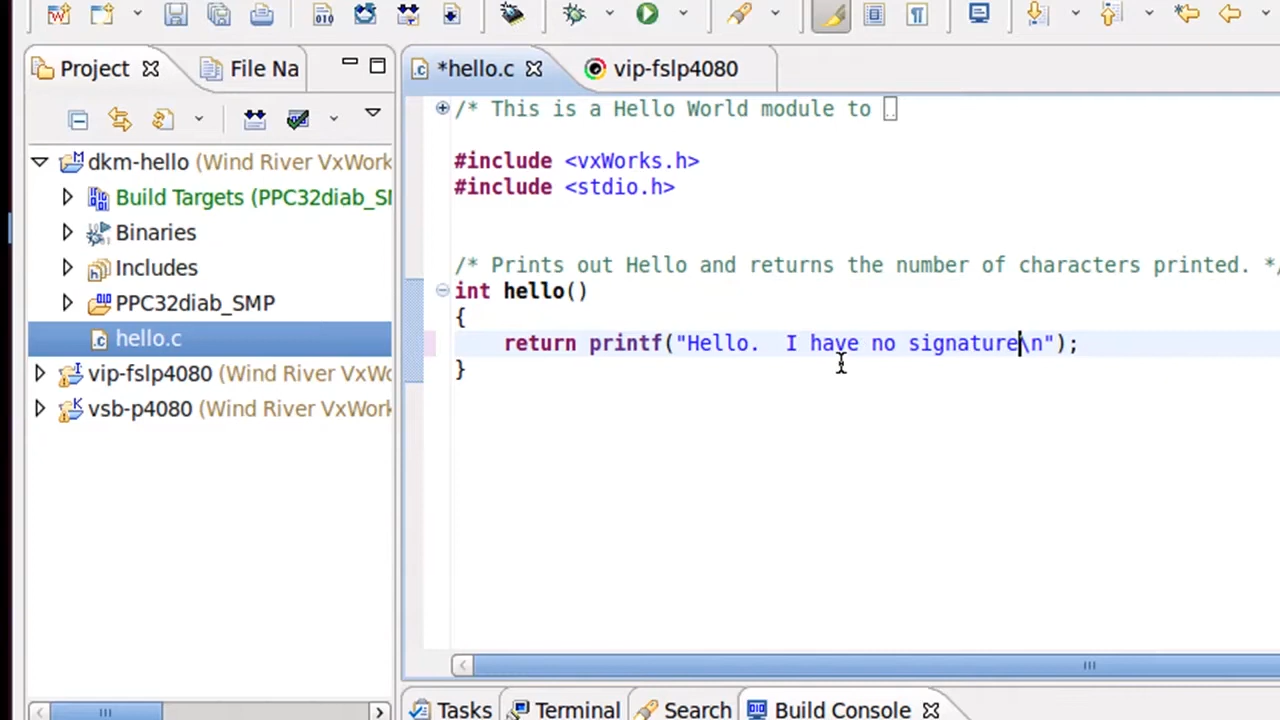 Project
File Na
*hello.c
vip-fslp4080
dkm-hello (Wind River VxWork
Build Targets (PPC32diab_SI
Binaries
Includes
PPC32diab_SMP
hello.c
vip-fslp4080 (Wind River VxWork
vsb-p4080 (Wind River VxWork
/* This is a Hello World module to ..
#include <vxWorks.h>
#include <stdio.h>
/* Prints out Hello and returns the number of characters printed. */
int hello()
{
return printf("Hello.  I have no signature\n");
}
Tasks
Terminal
Search
Build Console